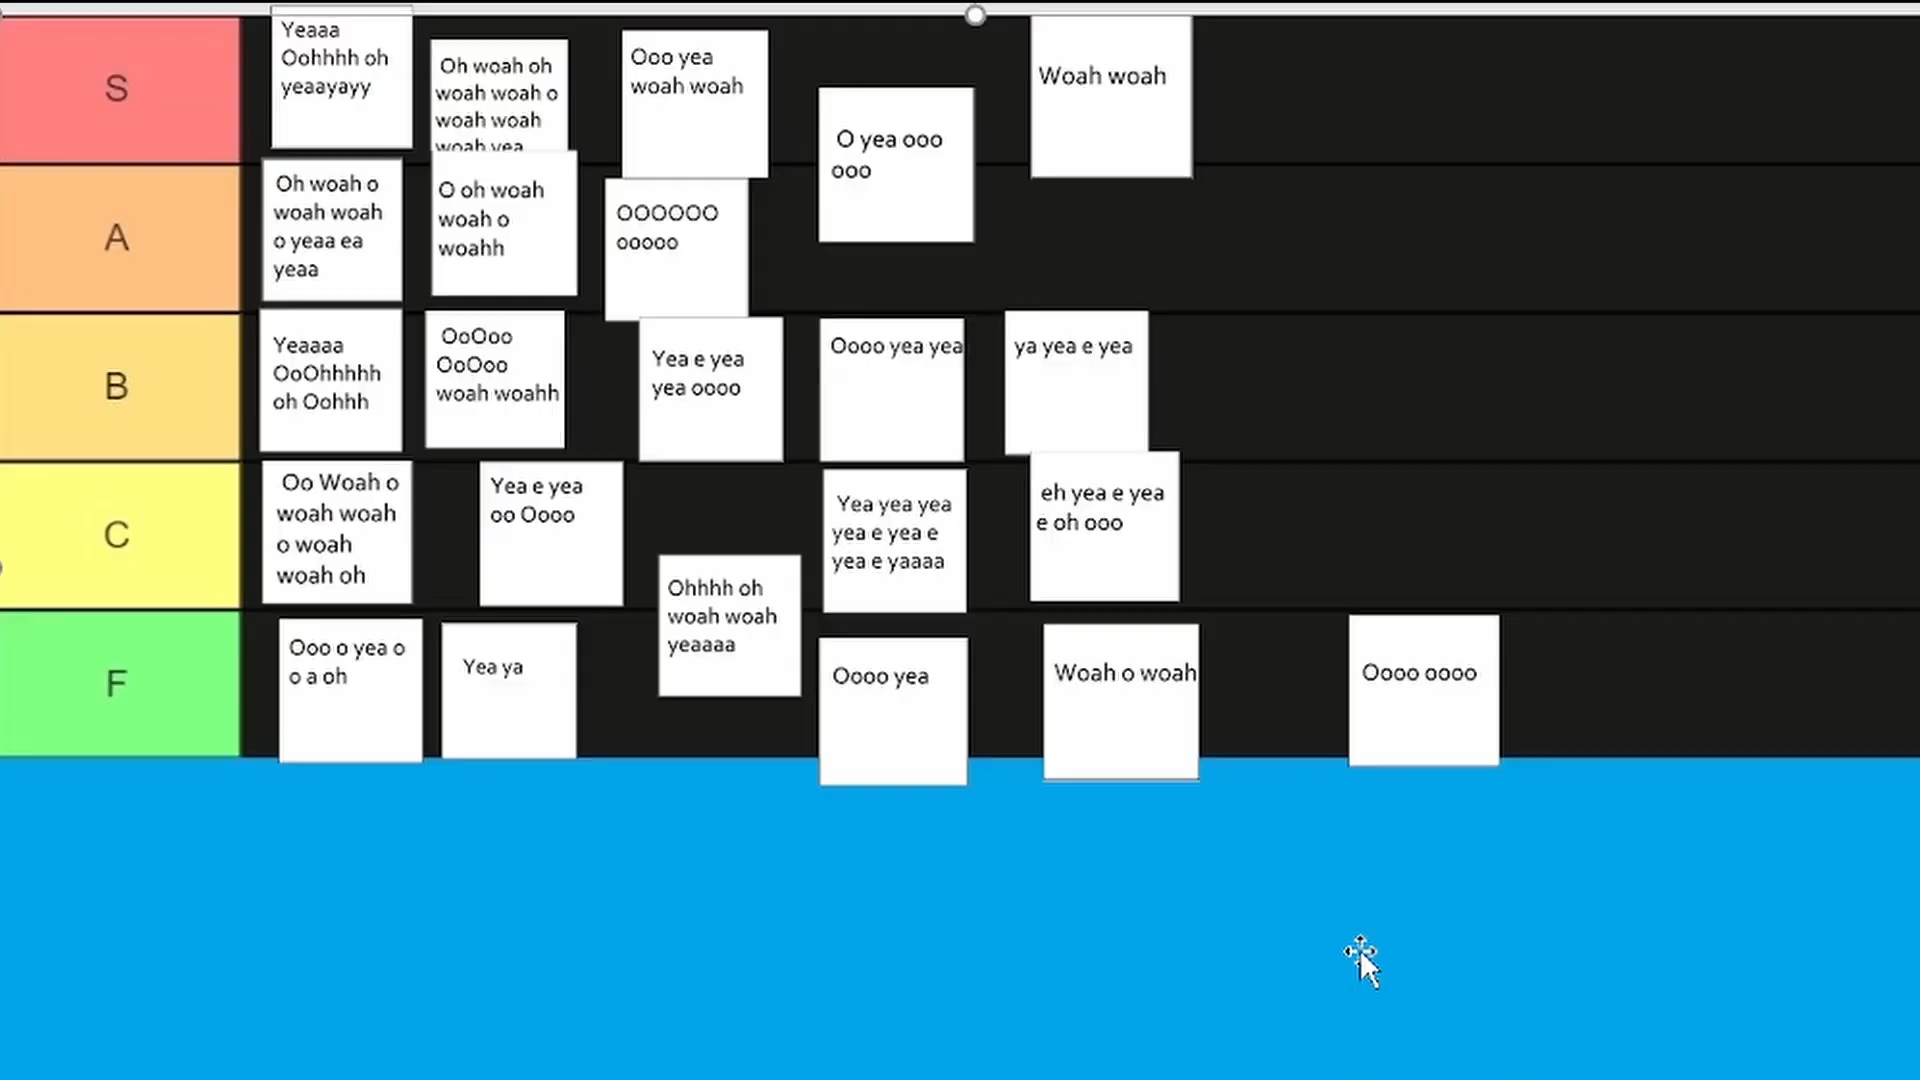 S
Yeaaa
Oohhhh oh
yeaayayy
Oh woah oh
woah woah o
woah woah
woah yea
Ooo yea
woah woah
O yea ooo
ooo
Woah woah
A
Oh woah o
woah woah
o yeaa ea
yeaa
O oh woah
woah o
woahh
OOOOOO
ooooo
B
Yeaaaa
OoOhhhhh
oh Oohhh
OoOoo
OoOoo
woah woahh
Yea e yea
yea oooo
Oooo yea yea
ya yea e yea
C
Oo Woah o
woah woah
o woah
woah oh
Yea e yea
oo Oooo
Ohhhh oh
woah woah
yeaaaa
Yea yea yea
yea e yea e
yea e yaaaa
eh yea e yea
e oh ooo
F
Ooo o yea o
o a oh
Yea ya
Oooo yea
Woah o woah
Oooo oooo